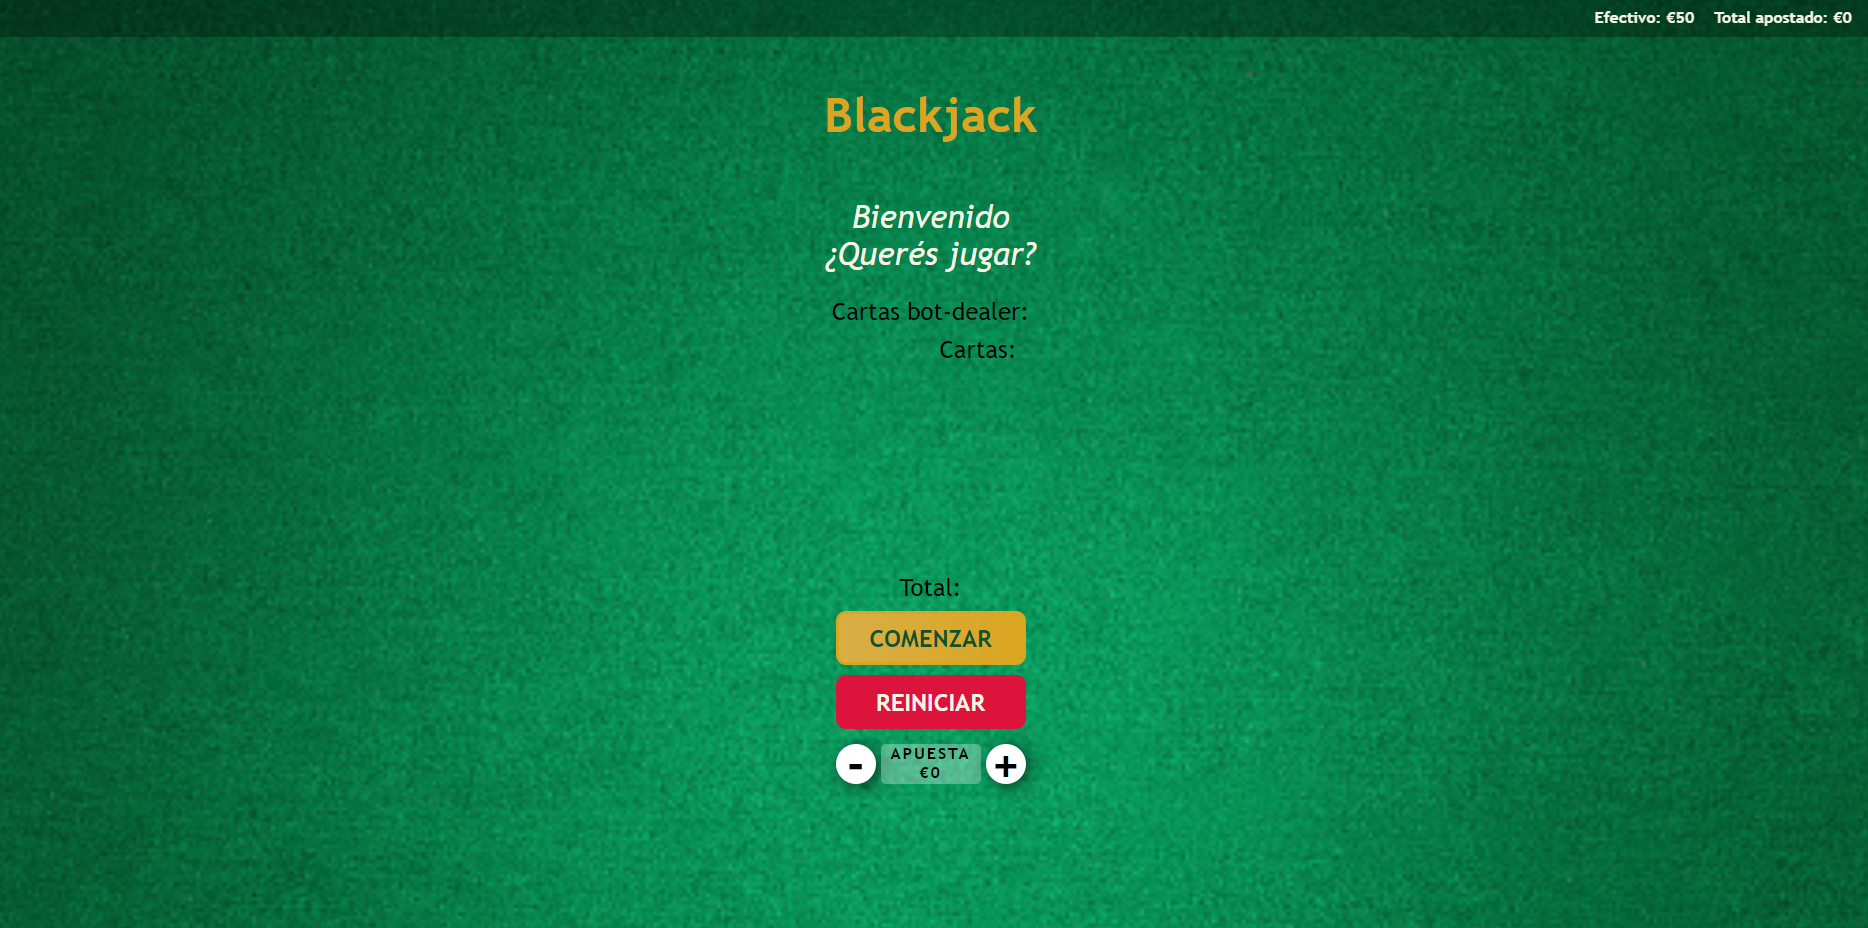 Efectivo: €50 Total apostado: €0
Blackjack
Bienvenido
¿Querés jugar?
Cartas bot-dealer:
Cartas:
Total:
COMENZAR
REINICIAR
- APUESTA +
€0